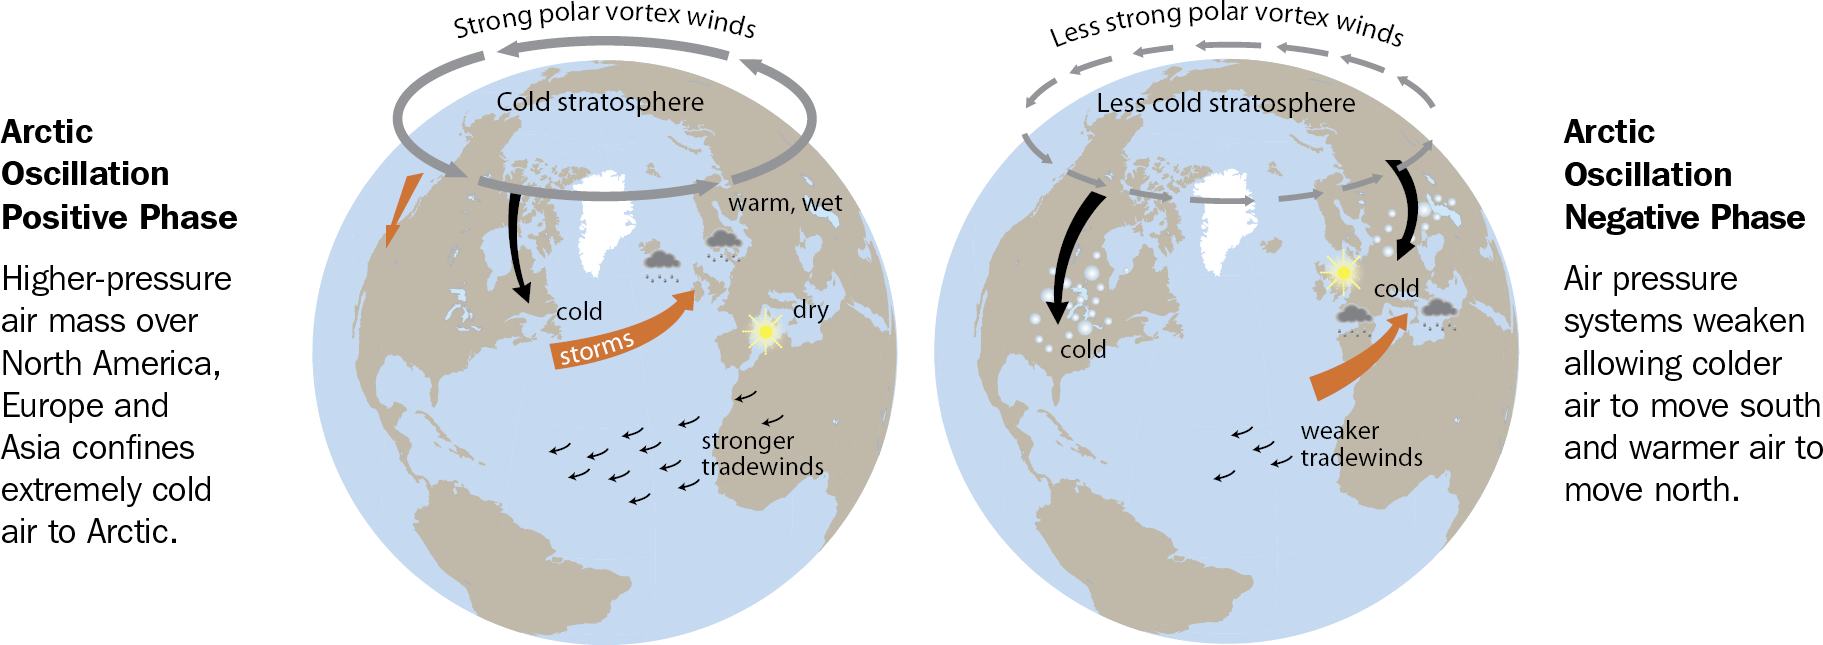 Arctic
Oscillation
Positive Phase
Higher-pressure
air mass over
North America,
Europe and
Asia confines
extremely cold
air to Arctic.
Strong polar vortex winds
Cold stratosphere
warm, wet
cold
dry
storms
stronger
tradewinds
Less strong polar vortex winds
Less cold stratosphere
cold
cold
weaker
tradewinds
Arctic
Oscillation
Negative Phase
Air pressure
systems weaken
allowing colder
air to move south
and warmer air to
move north.